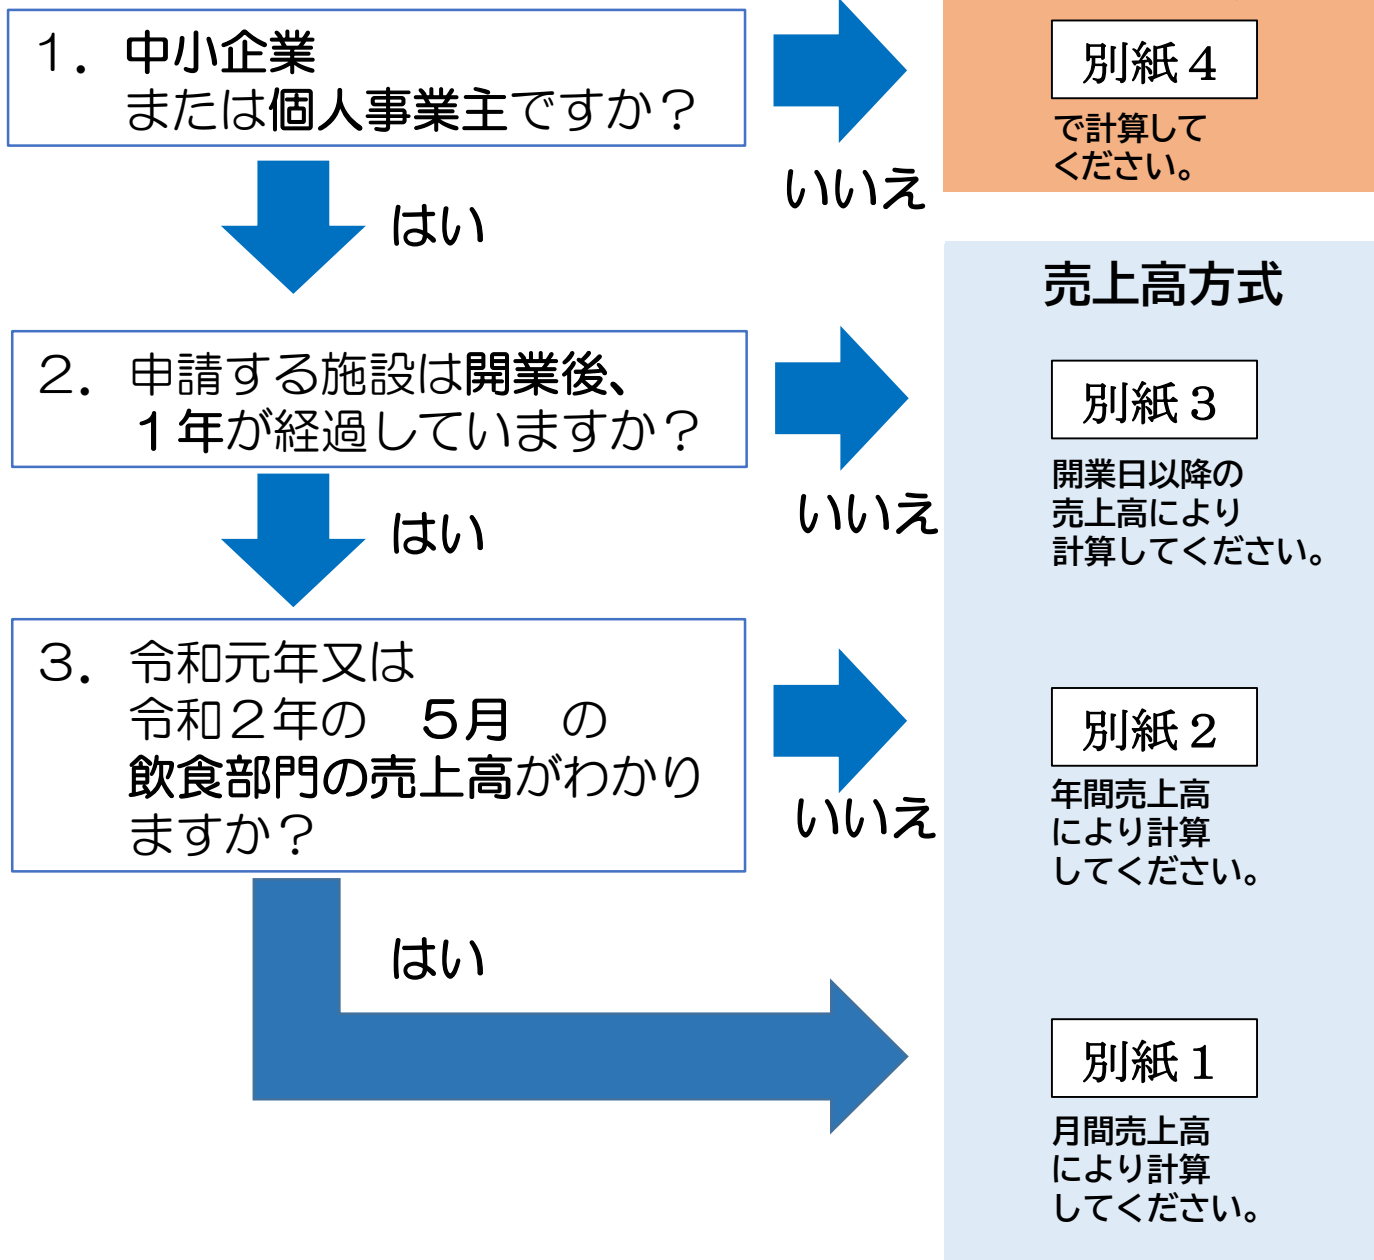 １．中小企業
または個人事業主ですか？
いいえ
別紙４
で計算して
ください。
はい
売上高方式
２．申請する施設は開業後、
１年が経過していますか？
いいえ
別紙３
開業日以降の
売上高により
計算してください。
はい
３．令和元年又は
令和２年の　５月　の
飲食部門の売上高がわかり
ますか？
いいえ
別紙２
年間売上高
により計算
してください。
はい
別紙１
月間売上高
により計算
してください。